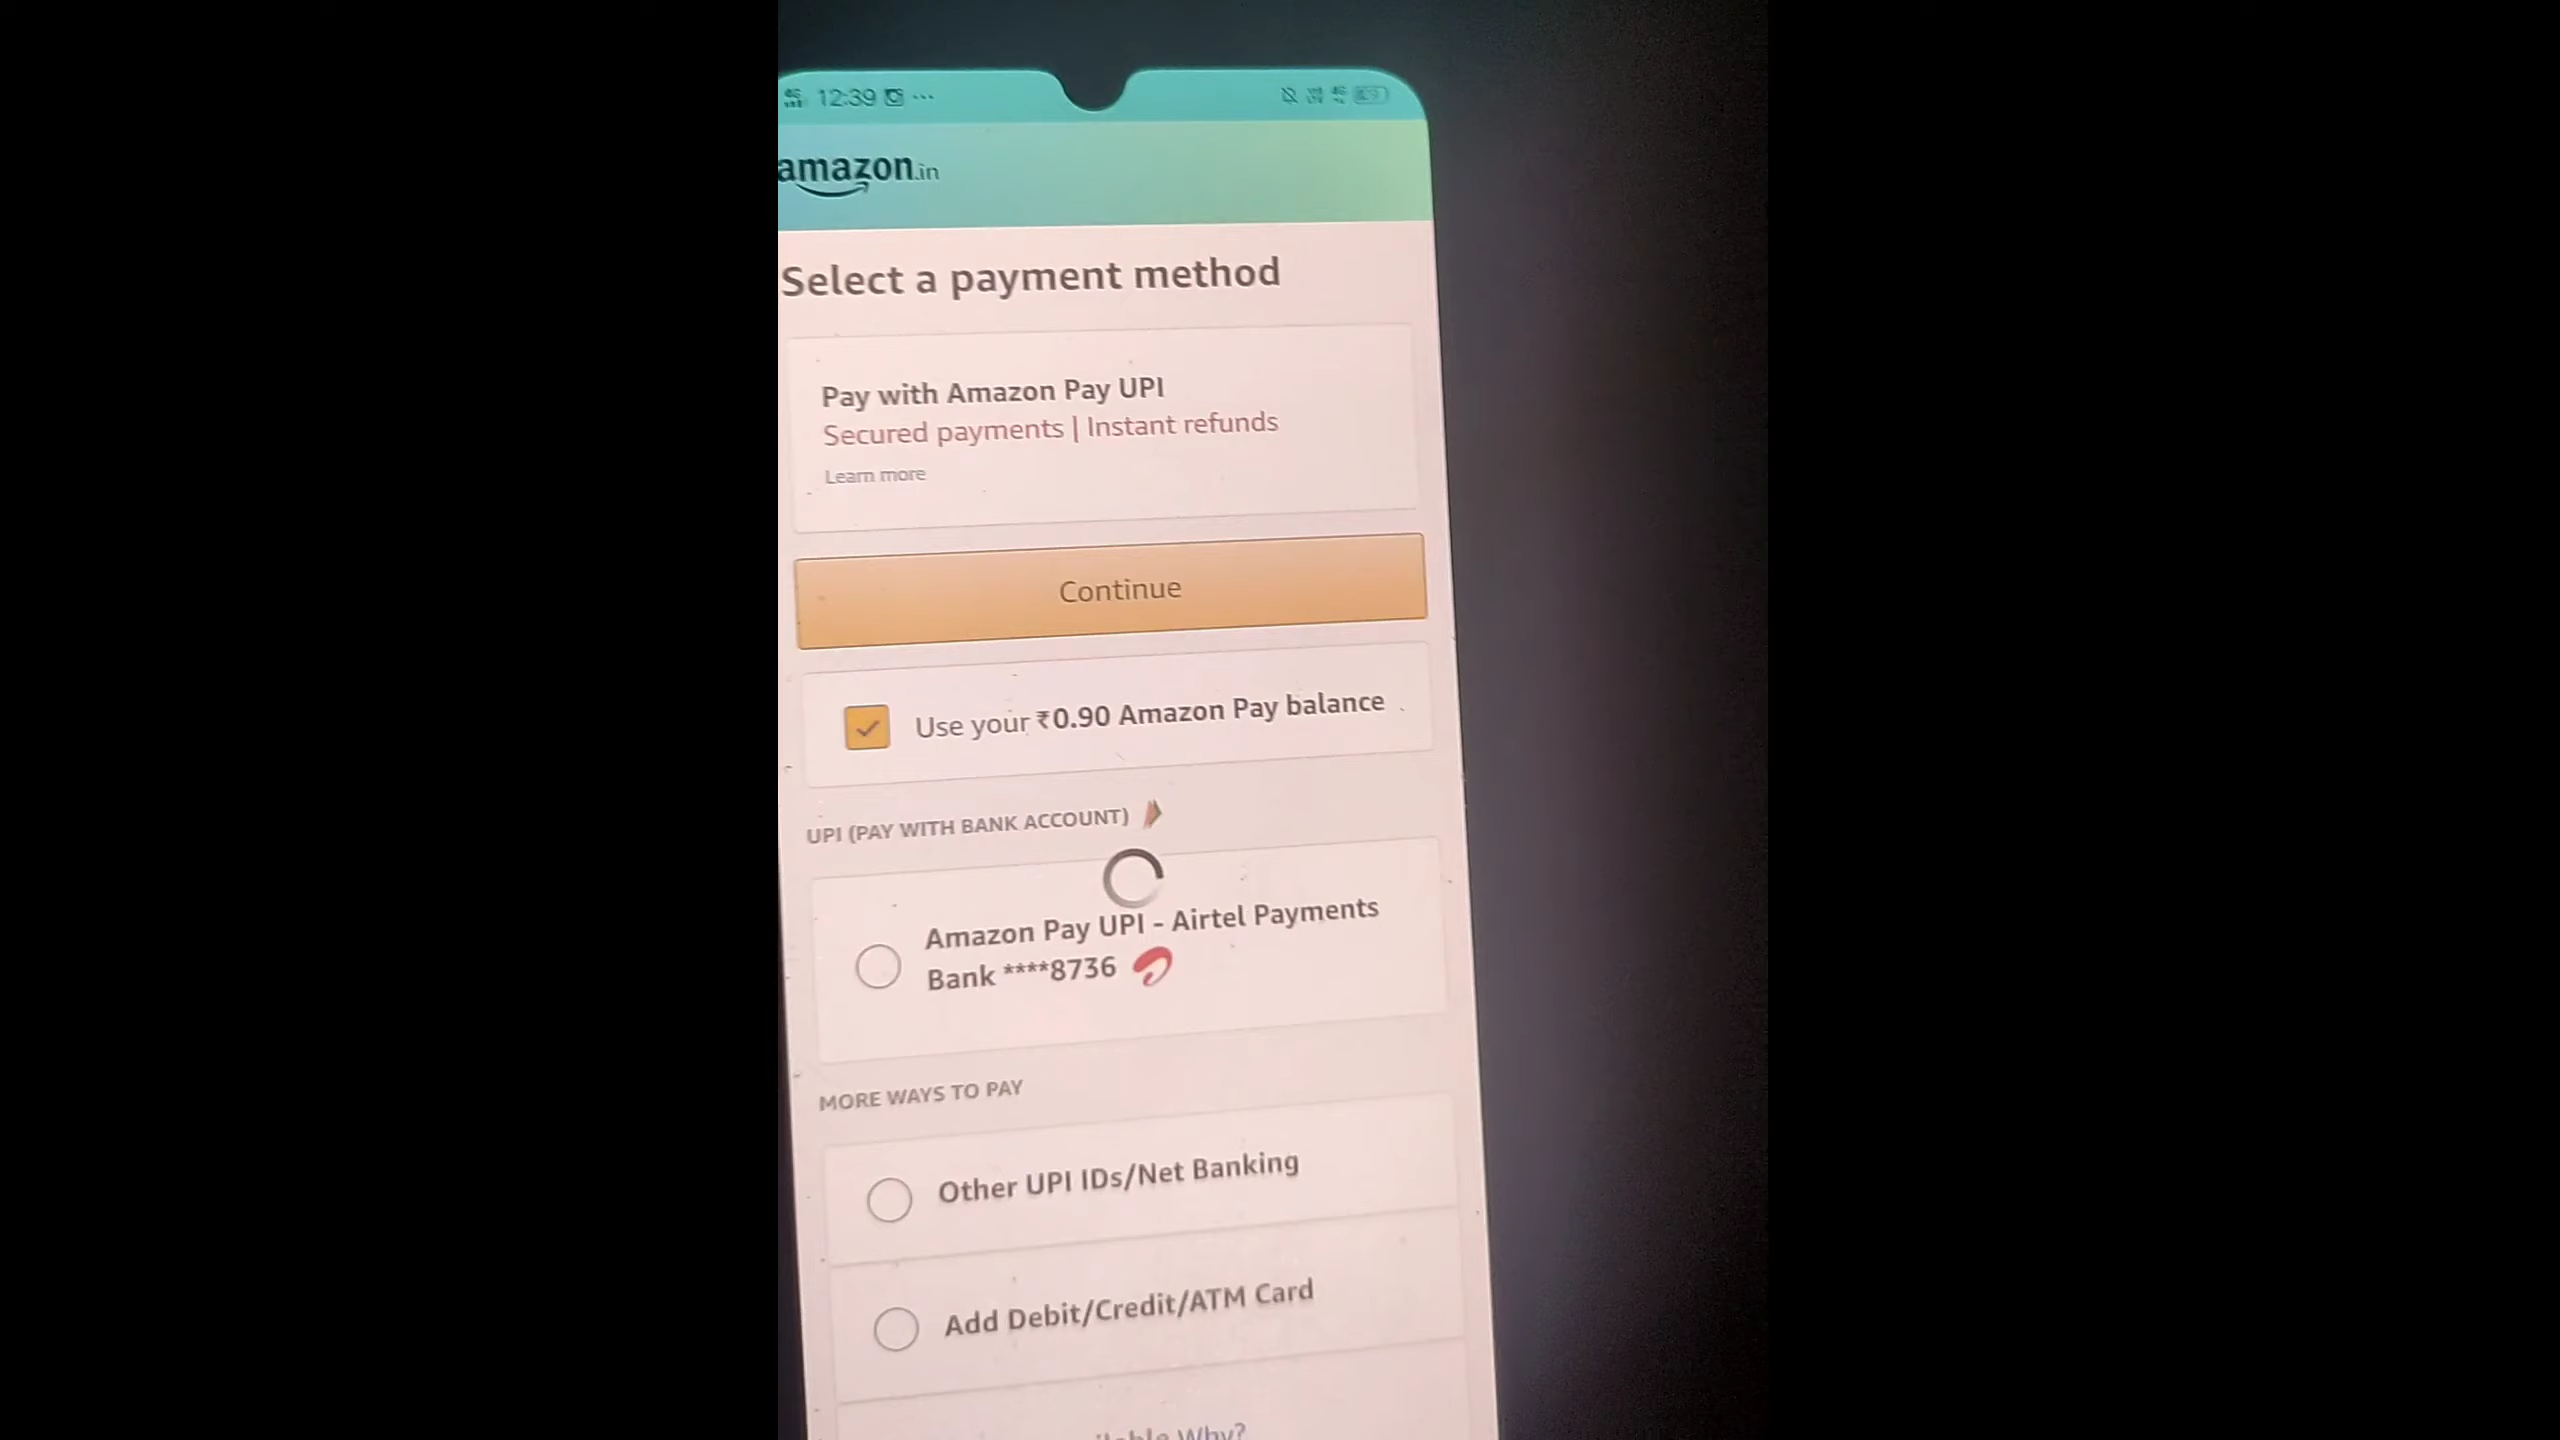 12:39
amazon.in
Select a payment method
Pay with Amazon Pay UPI
Secured payments | Instant refunds
Learn more
Continue
Use your ₹0.90 Amazon Pay balance
UPI (PAY WITH BANK ACCOUNT)
Amazon Pay UPI - Airtel Payments
Bank ****8736
MORE WAYS TO PAY
Other UPI IDs/Net Banking
Add Debit/Credit/ATM Card
Why?